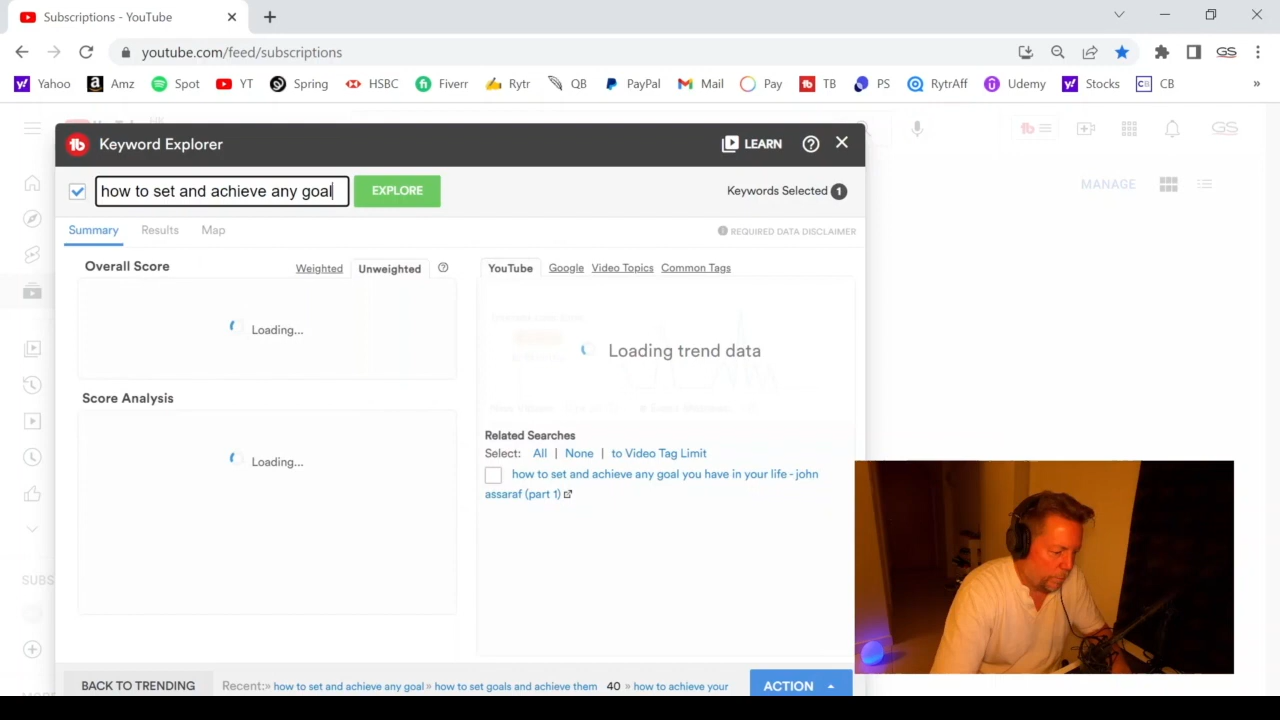 Subscriptions - YouTube
youtube.com/feed/subscriptions
GS
Yahoo Amz Spot YT Spring HSBC Fiverr Rytr QB PayPal Mail Pay TB PS RytrAff Udemy Stocks CB »
Keyword Explorer
LEARN
how to set and achieve any goal
EXPLORE
Keywords Selected 1
MANAGE
Summary Results Map
REQUIRED DATA DISCLAIMER
Overall Score
Weighted Unweighted
YouTube Google Video Topics Common Tags
Loading...
Loading trend data
Score Analysis
Loading...
Related Searches
Select: All | None | to Video Tag Limit
how to set and achieve any goal you have in your life - john
assaraf (part 1)
SUBS
BACK TO TRENDING
Recent:» how to set and achieve any goal » how to set goals and achieve them 40 » how to achieve your
ACTION